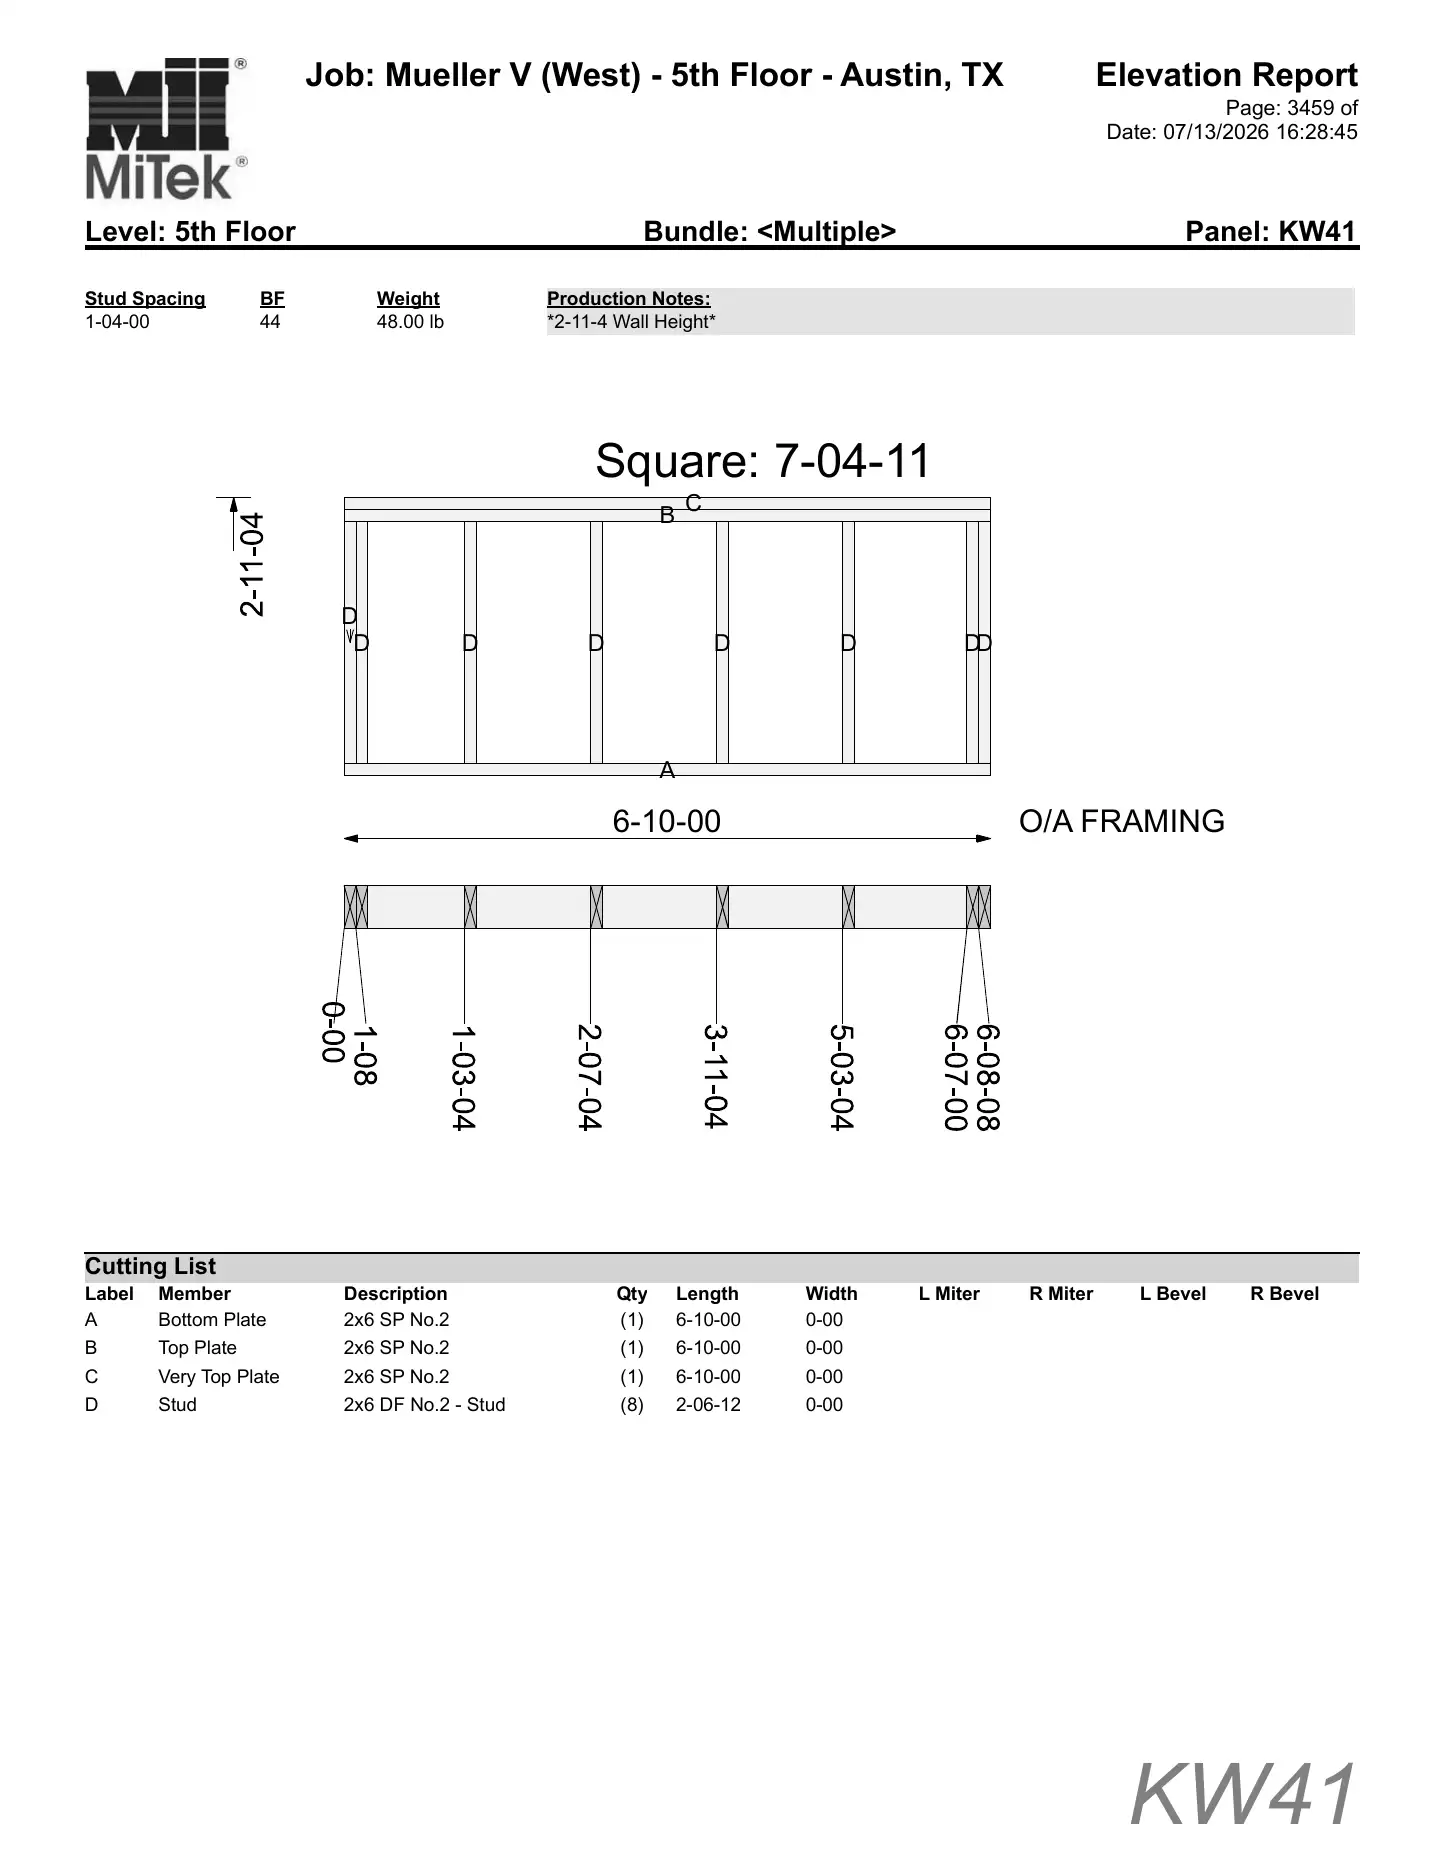 Job: Mueller V (West) - 5th Floor - Austin, TX
Elevation Report
Page: 3459 of
Date: 07/13/2026 16:28:45
MiTek®
Level: 5th Floor
Bundle: <Multiple>
Panel: KW41
Stud Spacing BF Weight Production Notes:
1-04-00 44 48.00 lb *2-11-4 Wall Height*
Square: 7-04-11
2-11-04
C
B
D
D D D D D D D
A
6-10-00 O/A FRAMING
0-00 1-08 1-03-04 2-07-04 3-11-04 5-03-04 6-07-00 6-08-08
Cutting List
Label Member Description Qty Length Width L Miter R Miter L Bevel R Bevel
A Bottom Plate 2x6 SP No.2 (1) 6-10-00 0-00
B Top Plate 2x6 SP No.2 (1) 6-10-00 0-00
C Very Top Plate 2x6 SP No.2 (1) 6-10-00 0-00
D Stud 2x6 DF No.2 - Stud (8) 2-06-12 0-00
KW41